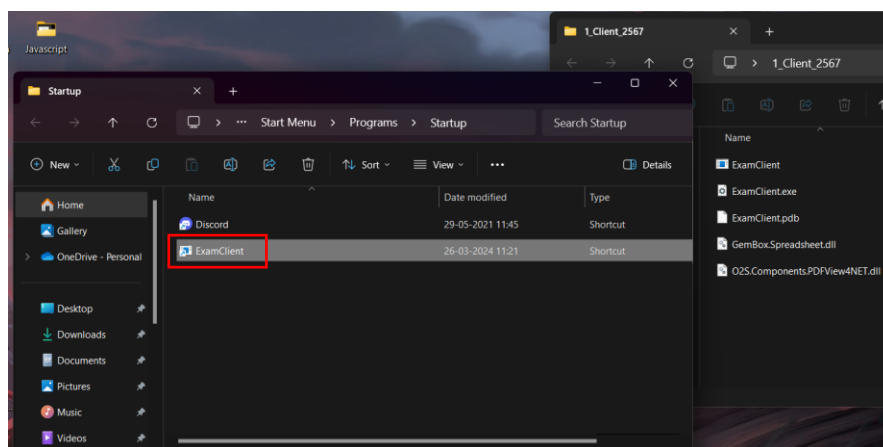 Javascript
1_Client_2567
1_Client_2567
Name
ExamClient
ExamClient.exe
ExamClient.pdb
GemBox.Spreadsheet.dll
O2S.Components.PDFView4NET.dll
Startup
... Start Menu > Programs > Startup
Search Startup
New
Sort
View
...
Details
Home
Gallery
OneDrive - Personal
Desktop
Downloads
Documents
Pictures
Music
Videos
Name Date modified Type
Discord 29-05-2021 11:45 Shortcut
ExamClient 26-03-2024 11:21 Shortcut